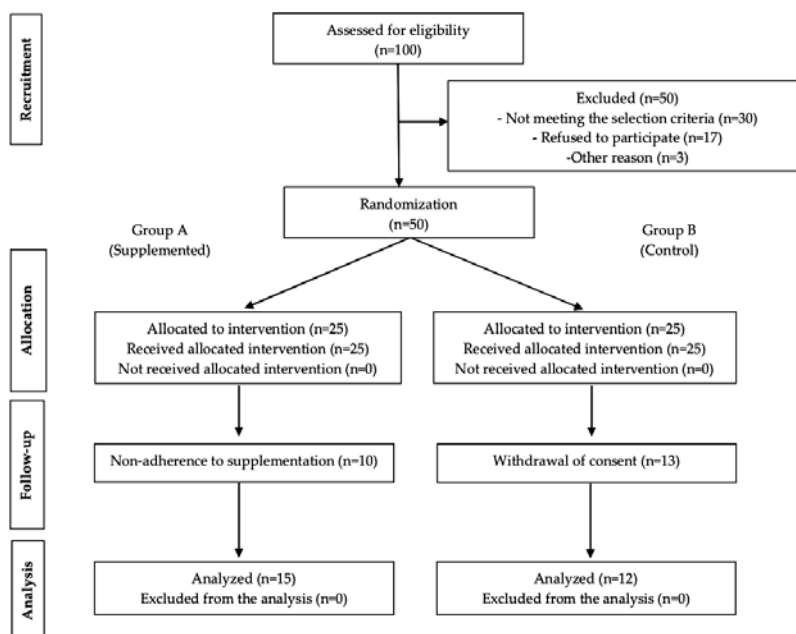 Recruitment
Assessed for eligibility
(n=100)
Excluded (n=50)
- Not meeting the selection criteria (n=30)
- Refused to participate (n=17)
-Other reason (n=3)
Randomization
(n=50)
Group A
(Supplemented)
Group B
(Control)
Allocation
Allocated to intervention (n=25)
Received allocated intervention (n=25)
Not received allocated intervention (n=0)
Allocated to intervention (n=25)
Received allocated intervention (n=25)
Not received allocated intervention (n=0)
Follow-up
Non-adherence to supplementation (n=10)
Withdrawal of consent (n=13)
Analysis
Analyzed (n=15)
Excluded from the analysis (n=0)
Analyzed (n=12)
Excluded from the analysis (n=0)